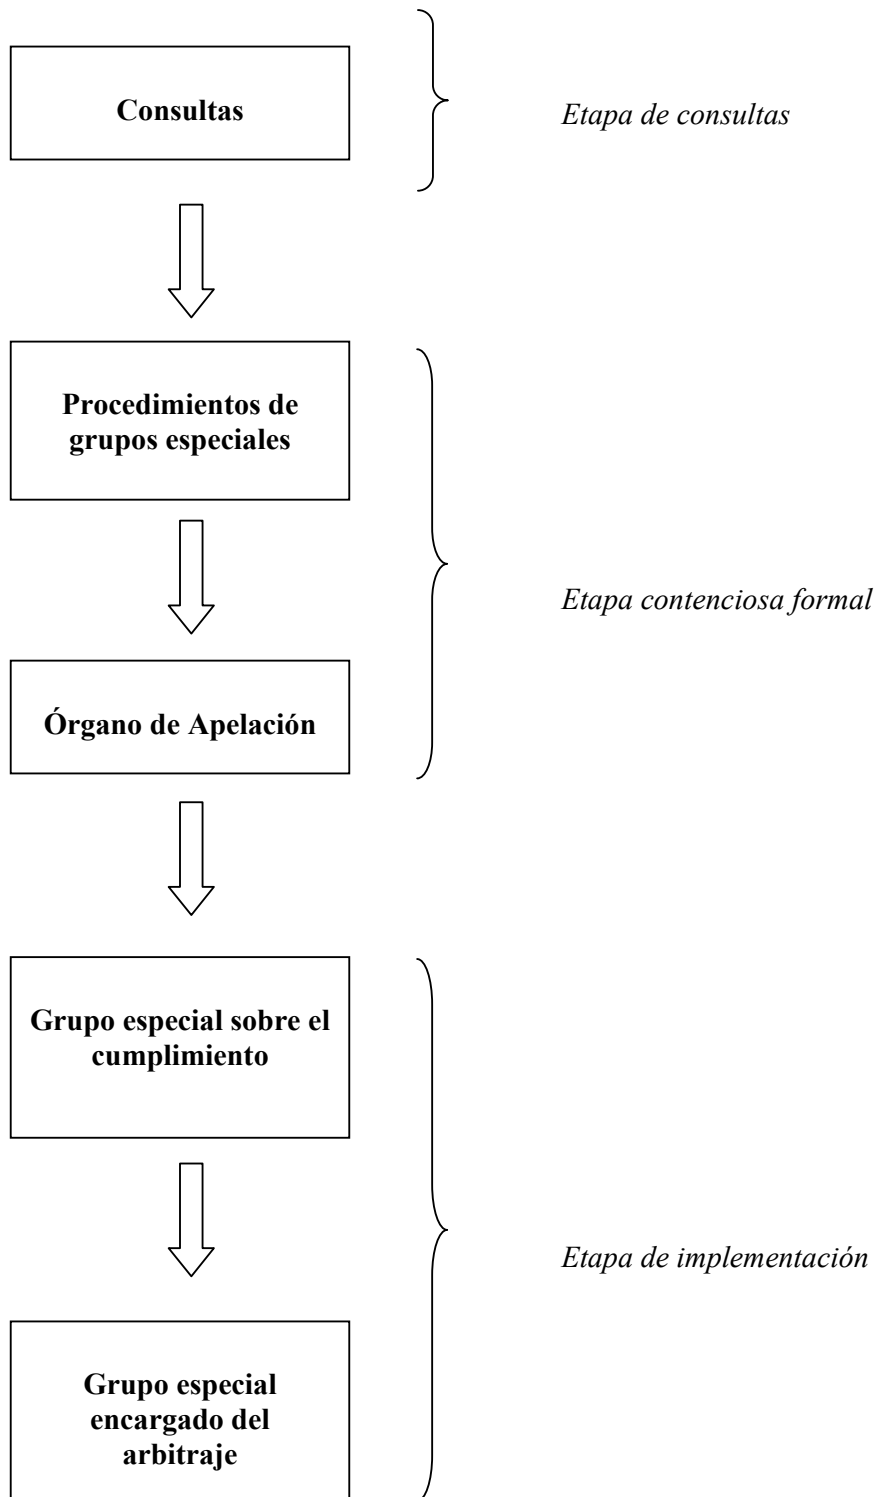 Consultas
Etapa de consultas
Procedimientos de
grupos especiales
Etapa contenciosa formal
Órgano de Apelación
Grupo especial sobre el
cumplimiento
Etapa de implementación
Grupo especial
encargado del
arbitraje